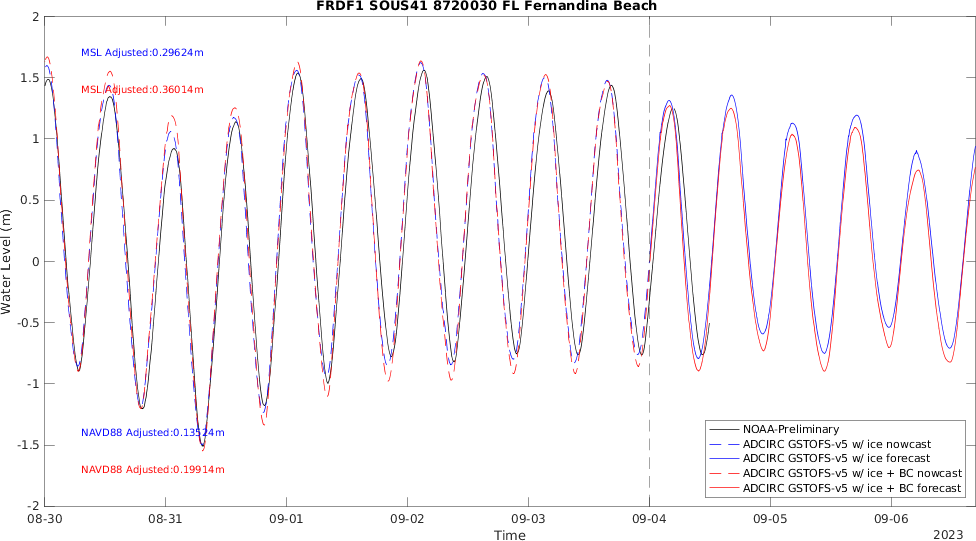 FRDF1 SOUS41 8720030 FL Fernandina Beach
2
1.5
1
0.5
0
-0.5
-1
-1.5
-2
Water Level (m)
MSL Adjusted:0.29624m
MSL Adjusted:0.36014m
NAVD88 Adjusted:0.13524m
NAVD88 Adjusted:0.19914m
NOAA-Preliminary
ADCIRC GSTOFS-v5 w/ ice nowcast
ADCIRC GSTOFS-v5 w/ ice forecast
ADCIRC GSTOFS-v5 w/ ice + BC nowcast
ADCIRC GSTOFS-v5 w/ ice + BC forecast
08-30 08-31 09-01 09-02 09-03 09-04 09-05 09-06
Time
2023